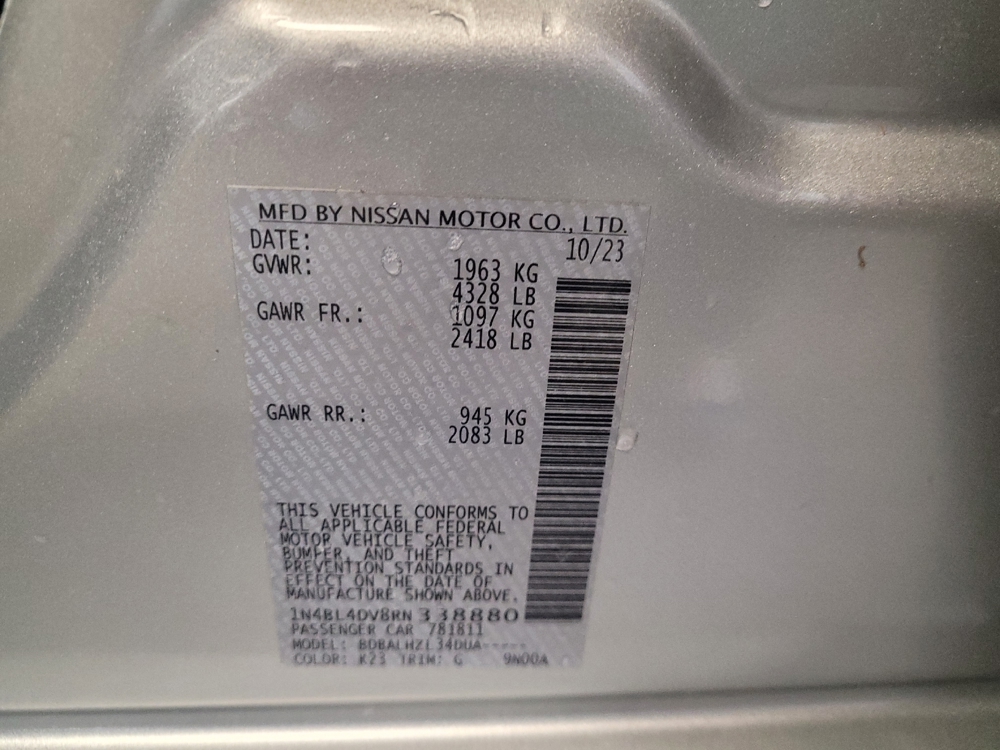 MFD BY NISSAN MOTOR CO., LTD.
DATE: 10/23
GVWR: 1963 KG
4328 LB
GAWR FR.: 1097 KG
2418 LB
GAWR RR.: 945 KG
2083 LB
THIS VEHICLE CONFORMS TO
ALL APPLICABLE FEDERAL
MOTOR VEHICLE SAFETY,
BUMPER, AND THEFT
PREVENTION STANDARDS IN
EFFECT ON THE DATE OF
MANUFACTURE SHOWN ABOVE.
1N4BL4DV8RN338880
PASSENGER CAR 781811
MODEL: BDBALHZL34DUA-----
COLOR: K23 TRIM: G 9N00A